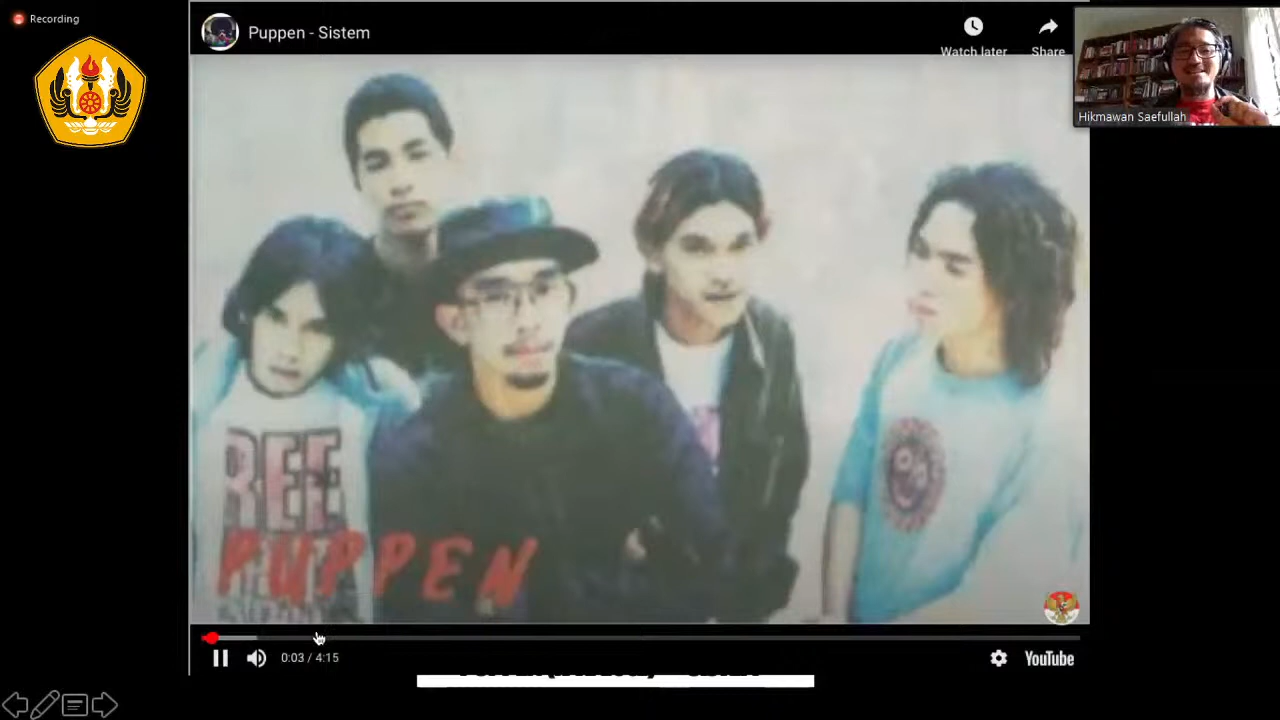 Recording
Puppen - Sistem
Watch later
Share
Hikmawan Saefullah
REE
PUPPEN
0:03 / 4:15
YouTube